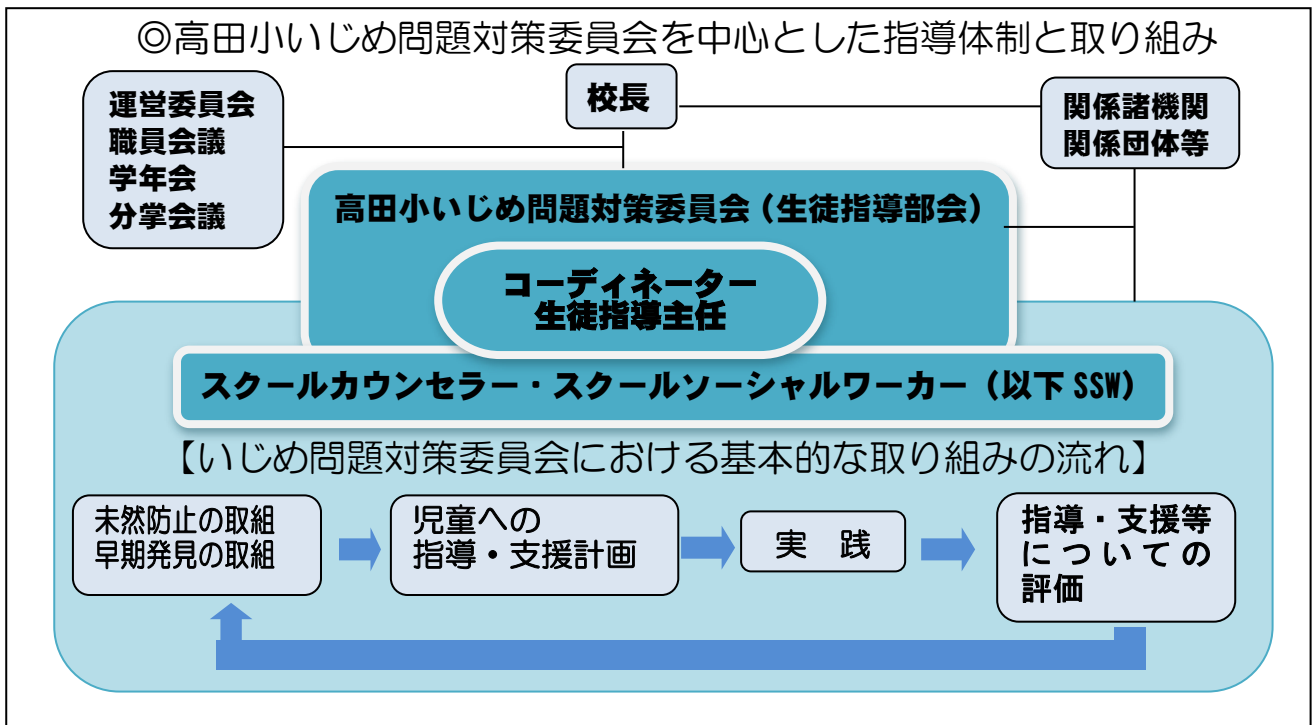 ◎高田小いじめ問題対策委員会を中心とした指導体制と取り組み
運営委員会
職員会議
学年会
分掌会議
校長
関係諸機関
関係団体等
高田小いじめ問題対策委員会(生徒指導部会)
コーディネーター
生徒指導主任
スクールカウンセラー・スクールソーシャルワーカー(以下 SSW)
【いじめ問題対策委員会における基本的な取り組みの流れ】
未然防止の取組
早期発見の取組
児童への
指導・支援計画
実 践
指導・支援等
についての
評価